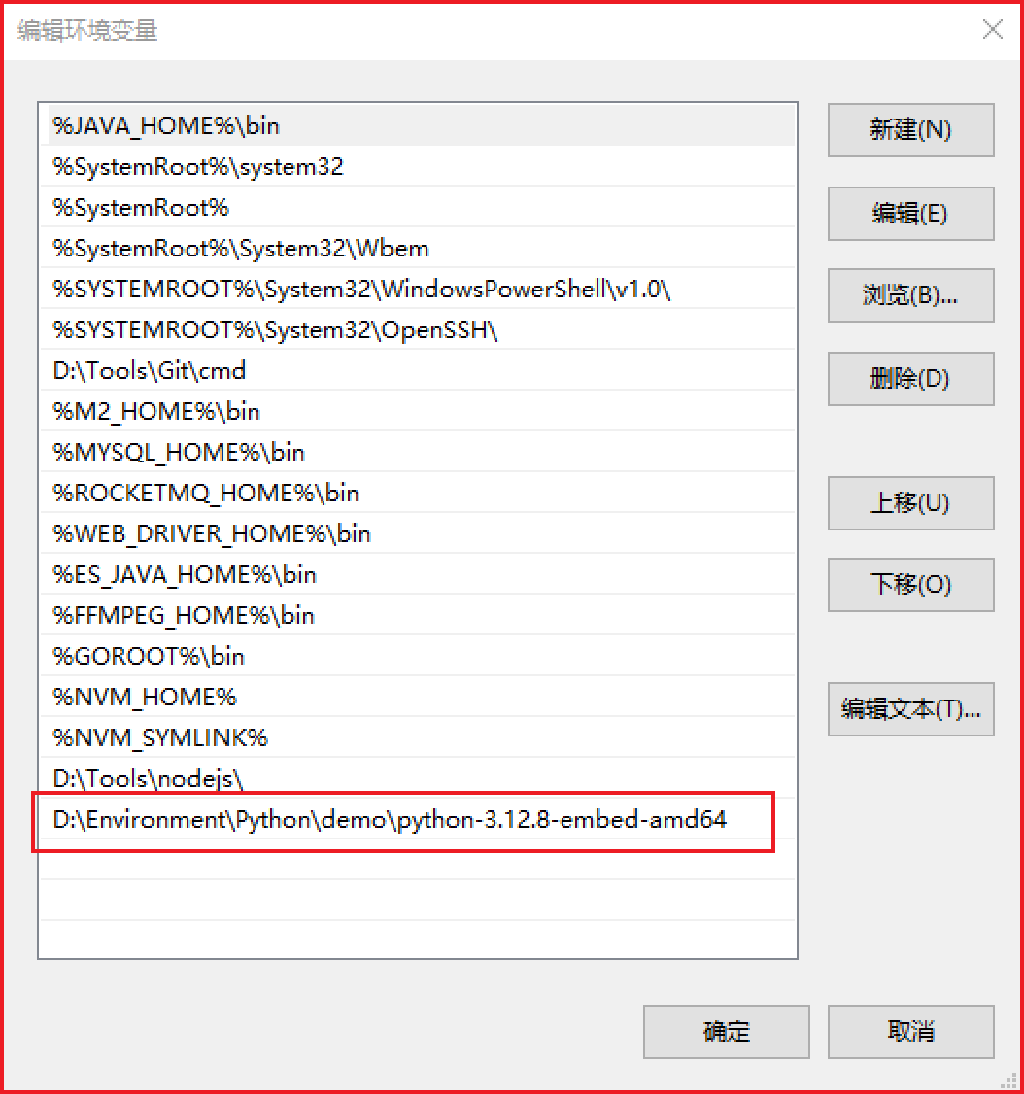 编辑环境变量
%JAVA_HOME%\bin
%SystemRoot%\system32
%SystemRoot%
%SystemRoot%\System32\Wbem
%SYSTEMROOT%\System32\WindowsPowerShell\v1.0\
%SYSTEMROOT%\System32\OpenSSH\
D:\Tools\Git\cmd
%M2_HOME%\bin
%MYSQL_HOME%\bin
%ROCKETMQ_HOME%\bin
%WEB_DRIVER_HOME%\bin
%ES_JAVA_HOME%\bin
%FFMPEG_HOME%\bin
%GOROOT%\bin
%NVM_HOME%
%NVM_SYMLINK%
D:\Tools\nodejs\
D:\Environment\Python\demo\python-3.12.8-embed-amd64
新建(N)
编辑(E)
浏览(B)...
删除(D)
上移(U)
下移(O)
编辑文本(T)...
确定
取消